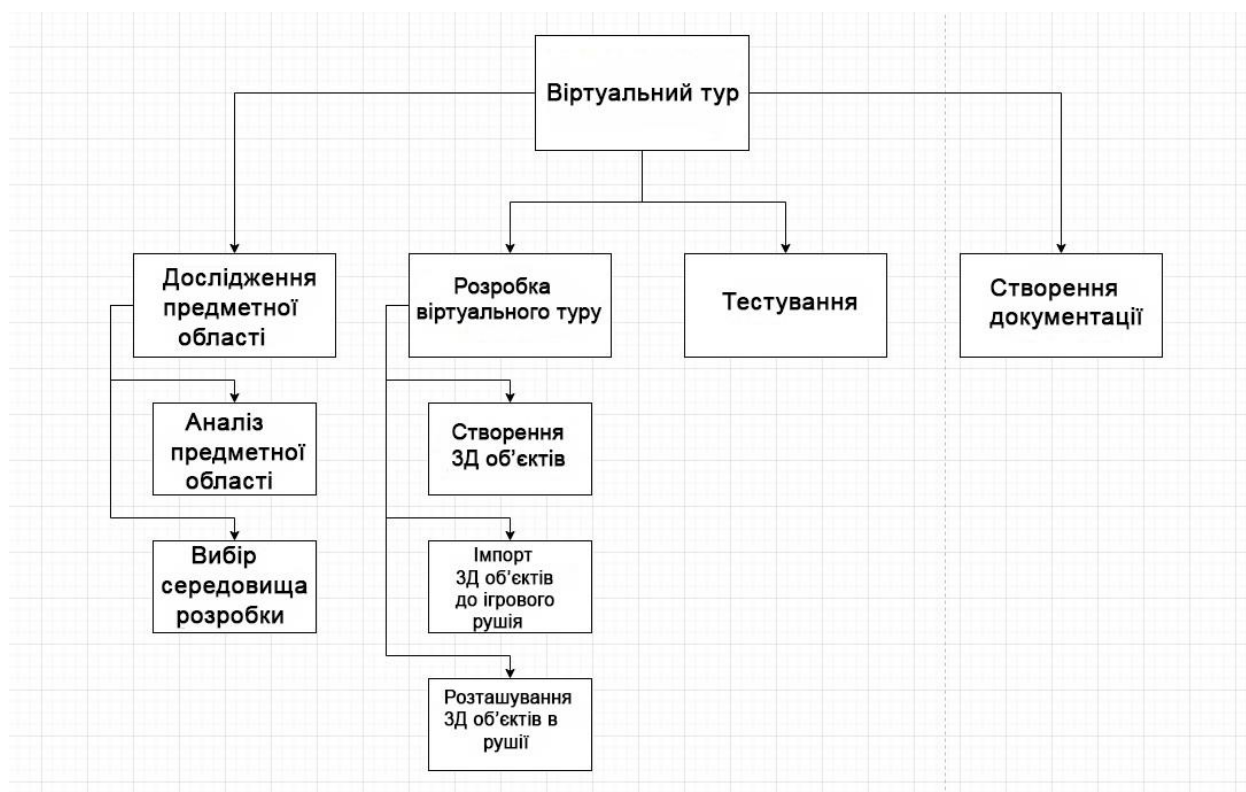 Віртуальний тур
Дослідження
предметної
області
Розробка
віртуального туру
Тестування
Створення
документації
Аналіз
предметної
області
Створення
3Д об'єктів
Вибір
середовища
розробки
Імпорт
3Д об'єктів
до ігрового
рушія
Розташування
3Д об'єктів в
рушії